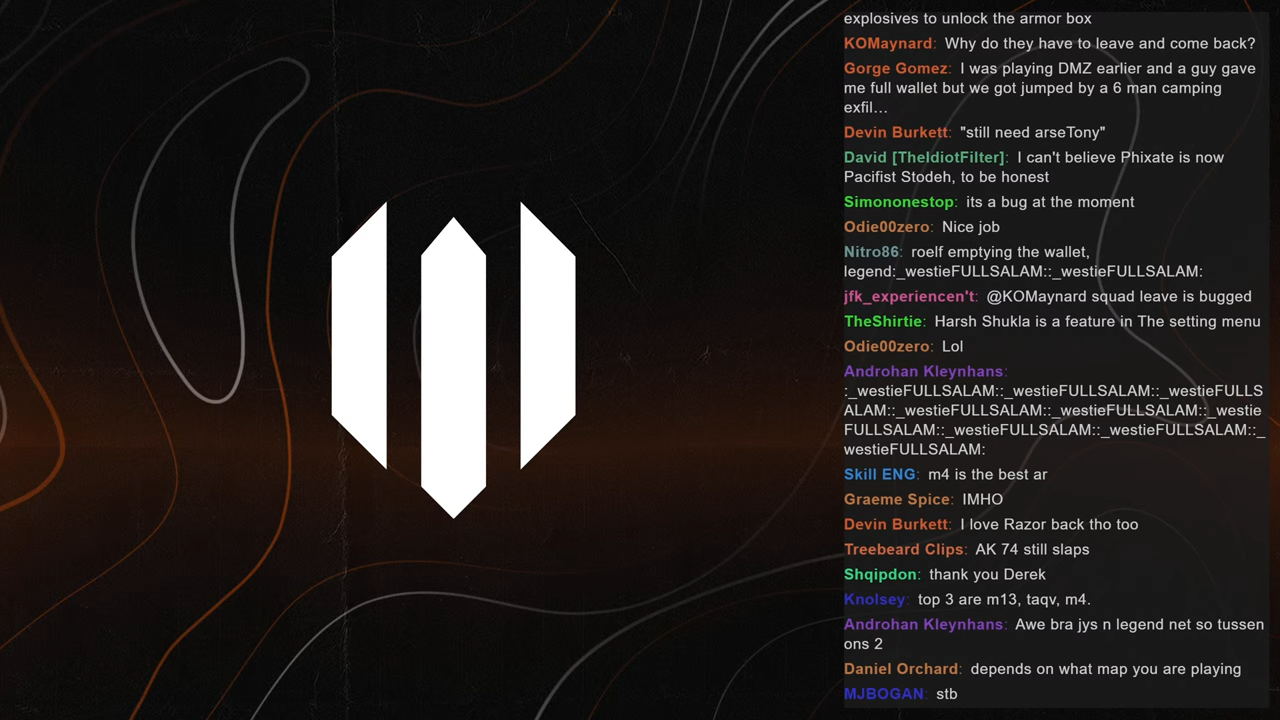 explosives to unlock the armor box
KOMaynard: Why do they have to leave and come back?
Gorge Gomez: I was playing DMZ earlier and a guy gave
me full wallet but we got jumped by a 6 man camping
exfil...
Devin Burkett: "still need arseTony"
David [TheIdiotFilter]: I can't believe Phixate is now
Pacifist Stodeh, to be honest
Simononestop: its a bug at the moment
Odie00zero: Nice job
Nitro86: roelf emptying the wallet,
legend:_westieFULLSALAM::_westieFULLSALAM:
jfk_experiencen't: @KOMaynard squad leave is bugged
TheShirtie: Harsh Shukla is a feature in The setting menu
Odie00zero: Lol
Androhan Kleynhans:
:_westieFULLSALAM::_westieFULLSALAM::_westieFULLS
ALAM::_westieFULLSALAM::_westieFULLSALAM::_westie
FULLSALAM::_westieFULLSALAM::_westieFULLSALAM::_
westieFULLSALAM:
Skill ENG: m4 is the best ar
Graeme Spice: IMHO
Devin Burkett: I love Razor back tho too
Treebeard Clips: AK 74 still slaps
Shqipdon: thank you Derek
Knolsey: top 3 are m13, taqv, m4.
Androhan Kleynhans: Awe bra jys n legend net so tussen
ons 2
Daniel Orchard: depends on what map you are playing
MJBOGAN: stb